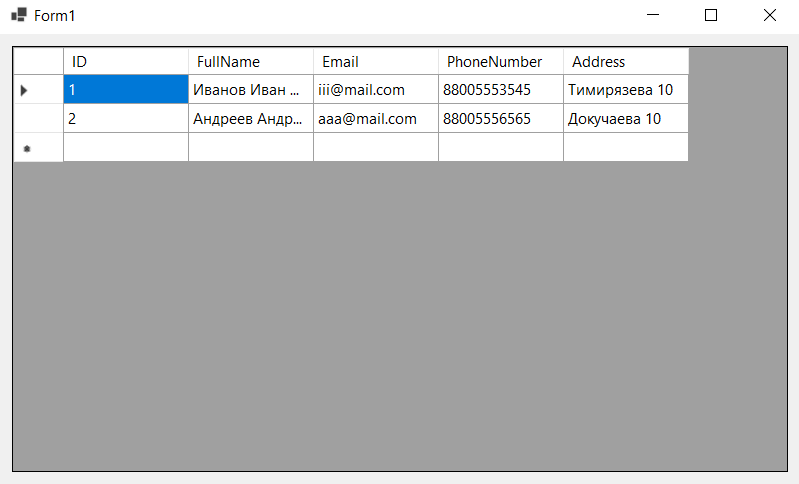 Form1
ID FullName Email PhoneNumber Address
1 Иванов Иван ... iii@mail.com 88005553545 Тимирязева 10
2 Андреев Андр... aaa@mail.com 88005556565 Докучаева 10